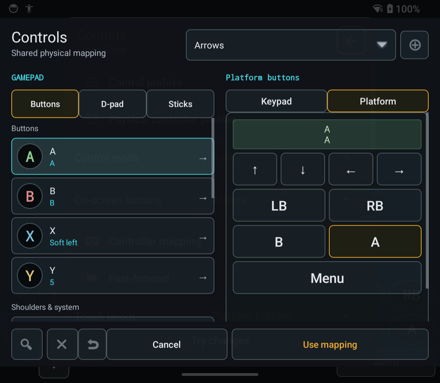 100%
Controls
Shared physical mapping
Arrows
GAMEPAD
Platform buttons
Buttons
D-pad
Sticks
Keypad
Platform
Buttons
A
A
A
→
B
B
B
→
X
X
Soft left
→
Y
Y
5
→
Shoulders & system
A
A
↑
↓
←
→
LB
RB
B
A
Menu
Cancel
Use mapping